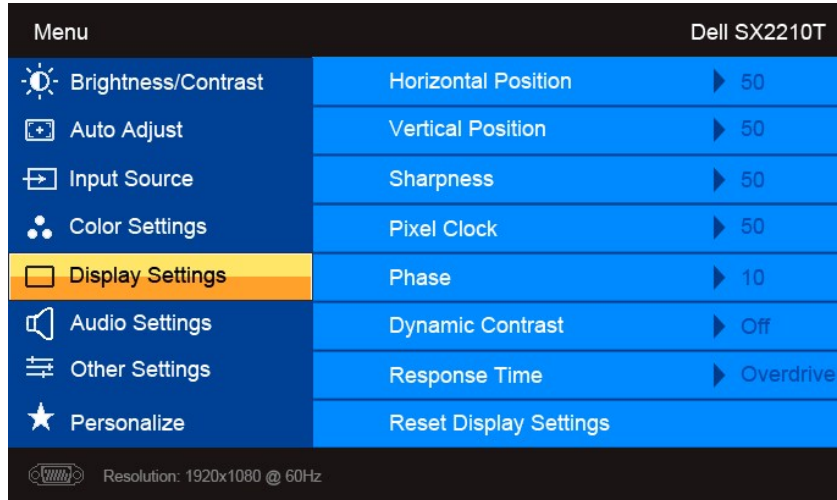 Menu Dell SX2210T
Brightness/Contrast Horizontal Position 50
Auto Adjust Vertical Position 50
Input Source Sharpness 50
Color Settings Pixel Clock 50
Display Settings Phase 10
Audio Settings Dynamic Contrast Off
Other Settings Response Time Overdrive
Personalize Reset Display Settings
Resolution: 1920x1080 @ 60Hz